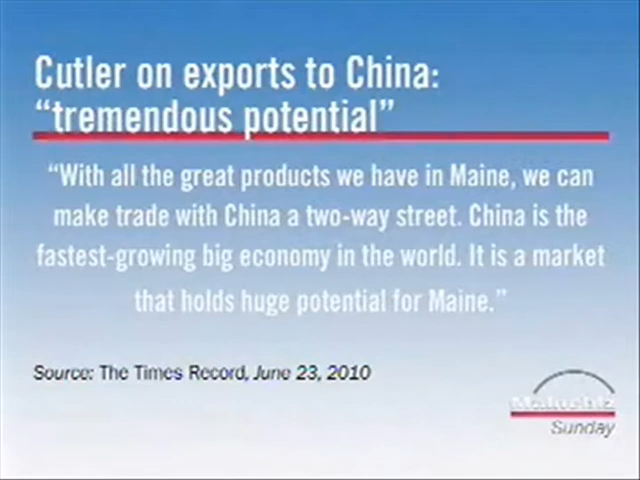 Cutler on exports to China:
“tremendous potential”
“With all the great products we have in Maine, we can
make trade with China a two-way street. China is the
fastest-growing big economy in the world. It is a market
that holds huge potential for Maine.”
Source: The Times Record, June 23, 2010
Sunday